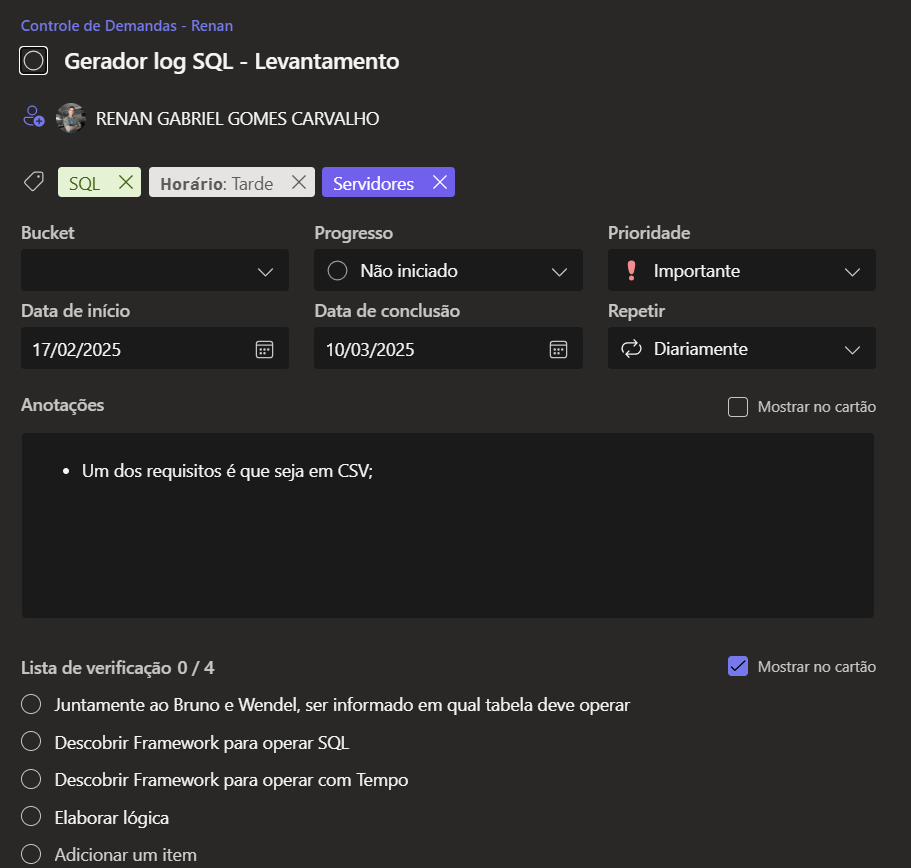 Controle de Demandas - Renan
Gerador log SQL - Levantamento
RENAN GABRIEL GOMES CARVALHO
SQL Horário: Tarde Servidores
Bucket Progresso Prioridade
Não iniciado Importante
Data de início Data de conclusão Repetir
17/02/2025 10/03/2025 Diariamente
Anotações Mostrar no cartão
• Um dos requisitos é que seja em CSV;
Lista de verificação 0 / 4 Mostrar no cartão
Juntamente ao Bruno e Wendel, ser informado em qual tabela deve operar
Descobrir Framework para operar SQL
Descobrir Framework para operar com Tempo
Elaborar lógica
Adicionar um item